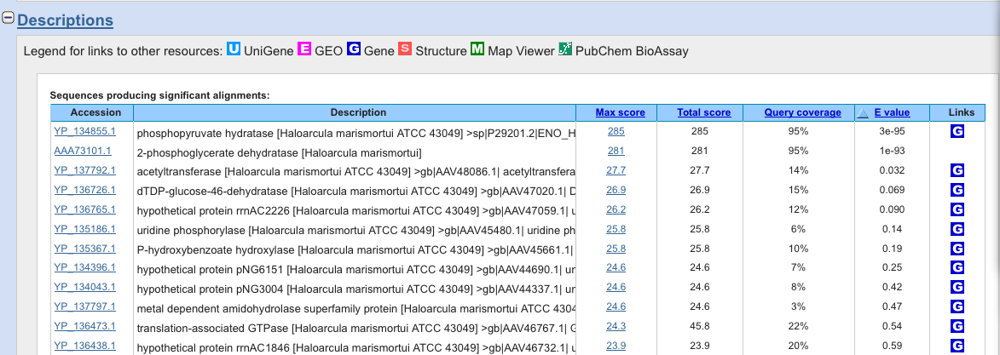 Descriptions
Legend for links to other resources: U UniGene E GEO G Gene S Structure M Map Viewer PubChem BioAssay
Sequences producing significant alignments:
Accession Description Max score Total score Query coverage E value Links
YP_134855.1 phosphopyruvate hydratase [Haloarcula marismortui ATCC 43049] >sp|P29201.2|ENO_H 285 285 95% 3e-95 G
AAA73101.1 2-phosphoglycerate dehydratase [Haloarcula marismortui] 281 281 95% 1e-93
YP_137792.1 acetyltransferase [Haloarcula marismortui ATCC 43049] >gb|AAV48086.1| acetyltransfera 27.7 27.7 14% 0.032 G
YP_136726.1 dTDP-glucose-46-dehydratase [Haloarcula marismortui ATCC 43049] >gb|AAV47020.1| D 26.9 26.9 15% 0.069 G
YP_136765.1 hypothetical protein rrnAC2226 [Haloarcula marismortui ATCC 43049] >gb|AAV47059.1| u 26.2 26.2 12% 0.090 G
YP_135186.1 uridine phosphorylase [Haloarcula marismortui ATCC 43049] >gb|AAV45480.1| uridine ph 25.8 25.8 6% 0.14 G
YP_135367.1 P-hydroxybenzoate hydroxylase [Haloarcula marismortui ATCC 43049] >gb|AAV45661.1| 25.8 25.8 10% 0.19 G
YP_134396.1 hypothetical protein pNG6151 [Haloarcula marismortui ATCC 43049] >gb|AAV44690.1| ur 24.6 24.6 7% 0.25 G
YP_134043.1 hypothetical protein pNG3004 [Haloarcula marismortui ATCC 43049] >gb|AAV44337.1| ur 24.6 24.6 8% 0.42 G
YP_137797.1 metal dependent amidohydrolase superfamily protein [Haloarcula marismortui ATCC 4304 24.6 24.6 3% 0.47 G
YP_136473.1 translation-associated GTPase [Haloarcula marismortui ATCC 43049] >gb|AAV46767.1| G 24.3 45.8 22% 0.54 G
YP_136438.1 hypothetical protein rrnAC1846 [Haloarcula marismortui ATCC 43049] >gb|AAV46732.1| u 23.9 23.9 20% 0.59 G